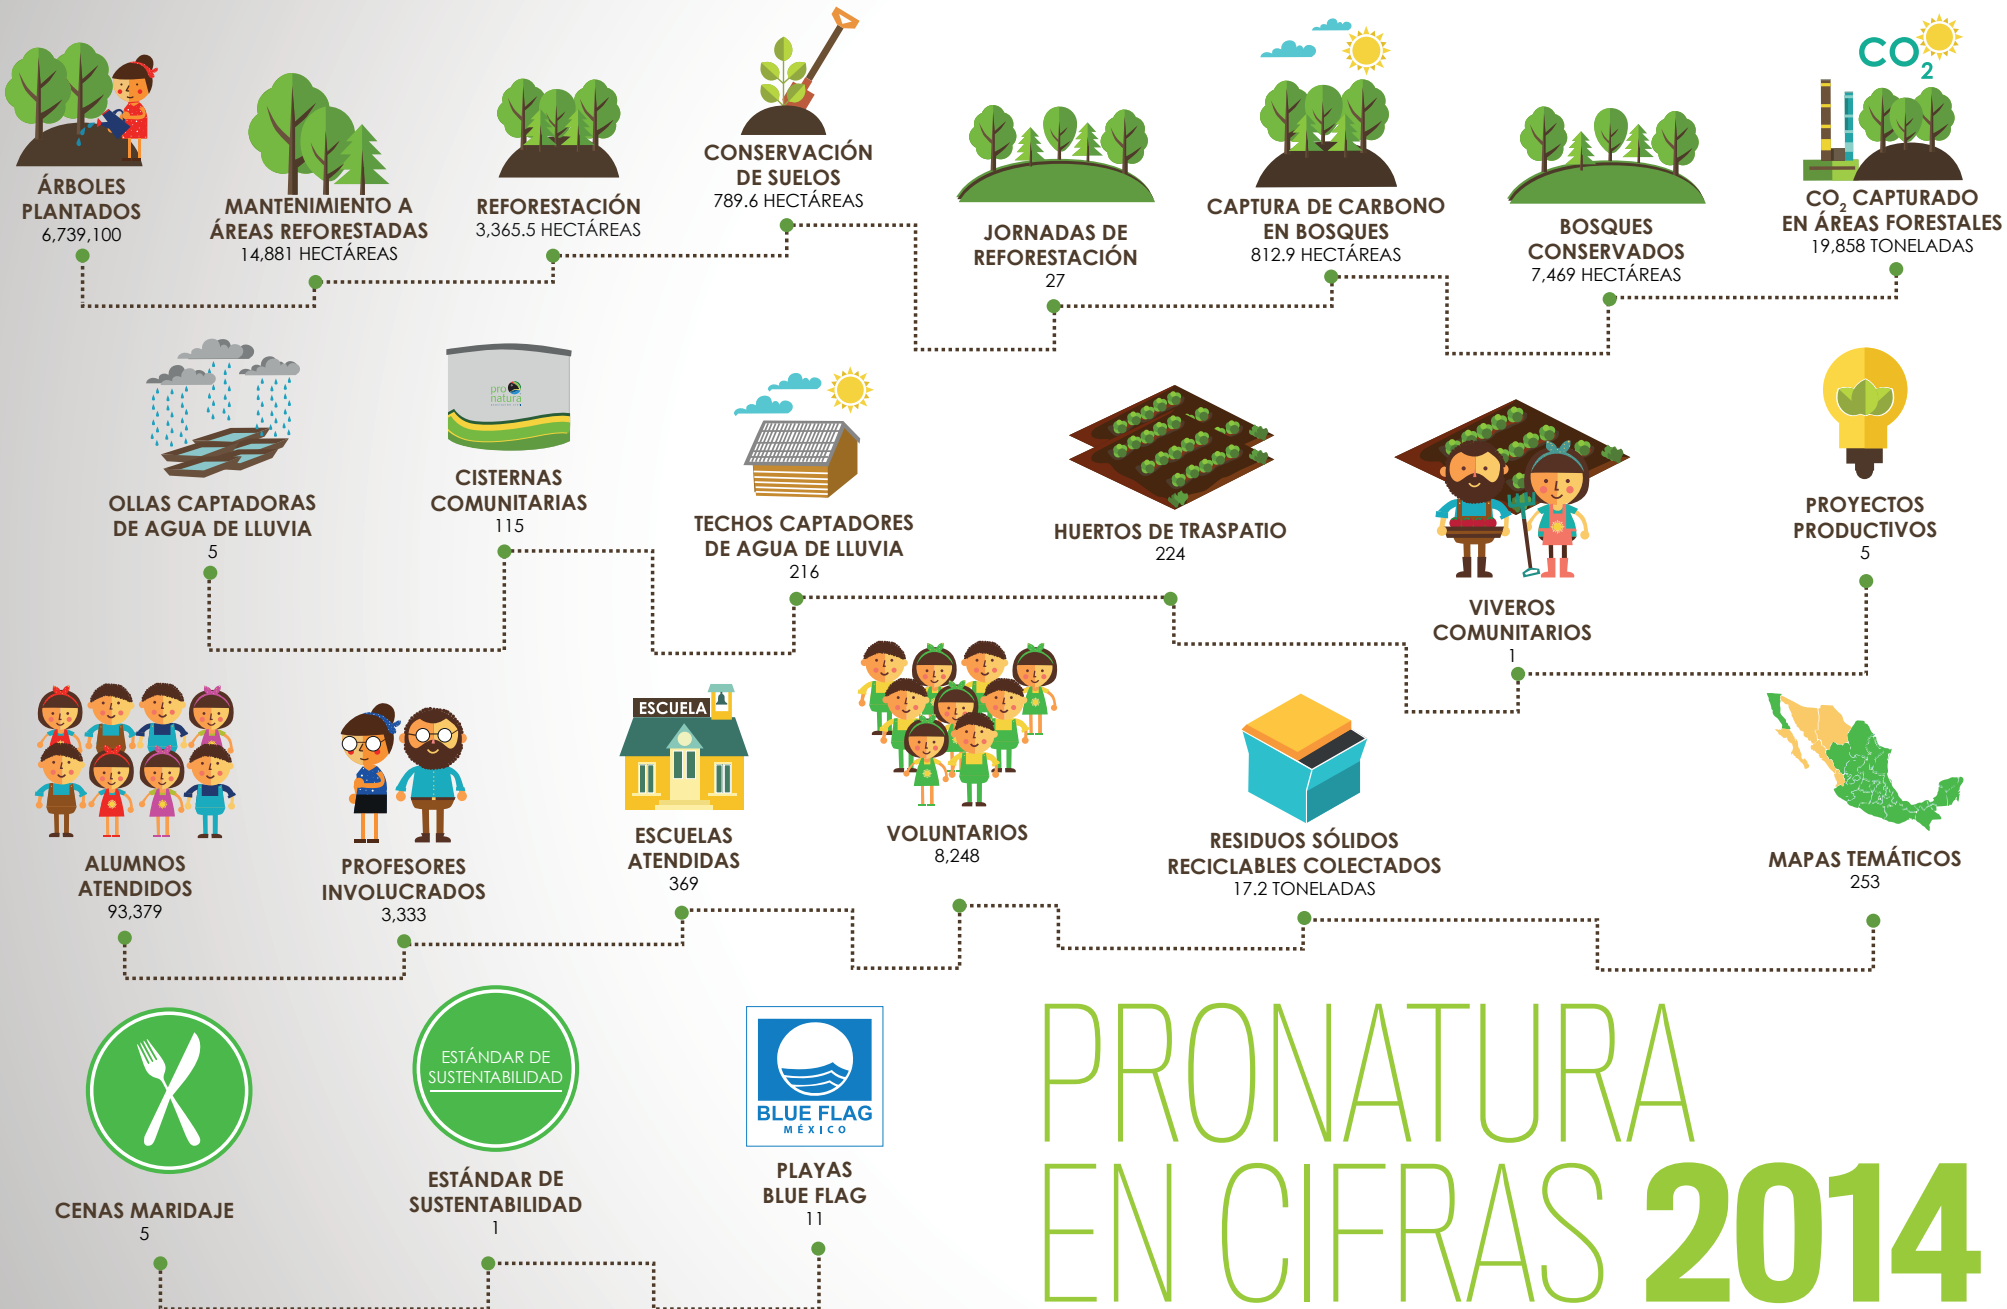 ÁRBOLES
PLANTADOS
6,739,100
MANTENIMIENTO A
ÁREAS REFORESTADAS
14,881 HECTÁREAS
REFORESTACIÓN
3,365.5 HECTÁREAS
CONSERVACIÓN
DE SUELOS
789.6 HECTÁREAS
JORNADAS DE
REFORESTACIÓN
27
CAPTURA DE CARBONO
EN BOSQUES
812.9 HECTÁREAS
BOSQUES
CONSERVADOS
7,469 HECTÁREAS
CO₂
CO₂ CAPTURADO
EN ÁREAS FORESTALES
19,858 TONELADAS
OLLAS CAPTADORAS
DE AGUA DE LLUVIA
5
pro
natura
CISTERNAS
COMUNITARIAS
115
TECHOS CAPTADORES
DE AGUA DE LLUVIA
216
HUERTOS DE TRASPATIO
224
VIVEROS
COMUNITARIOS
1
PROYECTOS
PRODUCTIVOS
5
ALUMNOS
ATENDIDOS
93,379
PROFESORES
INVOLUCRADOS
3,333
ESCUELA
ESCUELAS
ATENDIDAS
369
VOLUNTARIOS
8,248
RESIDUOS SÓLIDOS
RECICLABLES COLECTADOS
17.2 TONELADAS
MAPAS TEMÁTICOS
253
CENAS MARIDAJE
5
ESTÁNDAR DE
SUSTENTABILIDAD
ESTÁNDAR DE
SUSTENTABILIDAD
1
BLUE FLAG
MÉXICO
PLAYAS
BLUE FLAG
11
PRONATURA
EN CIFRAS 2014